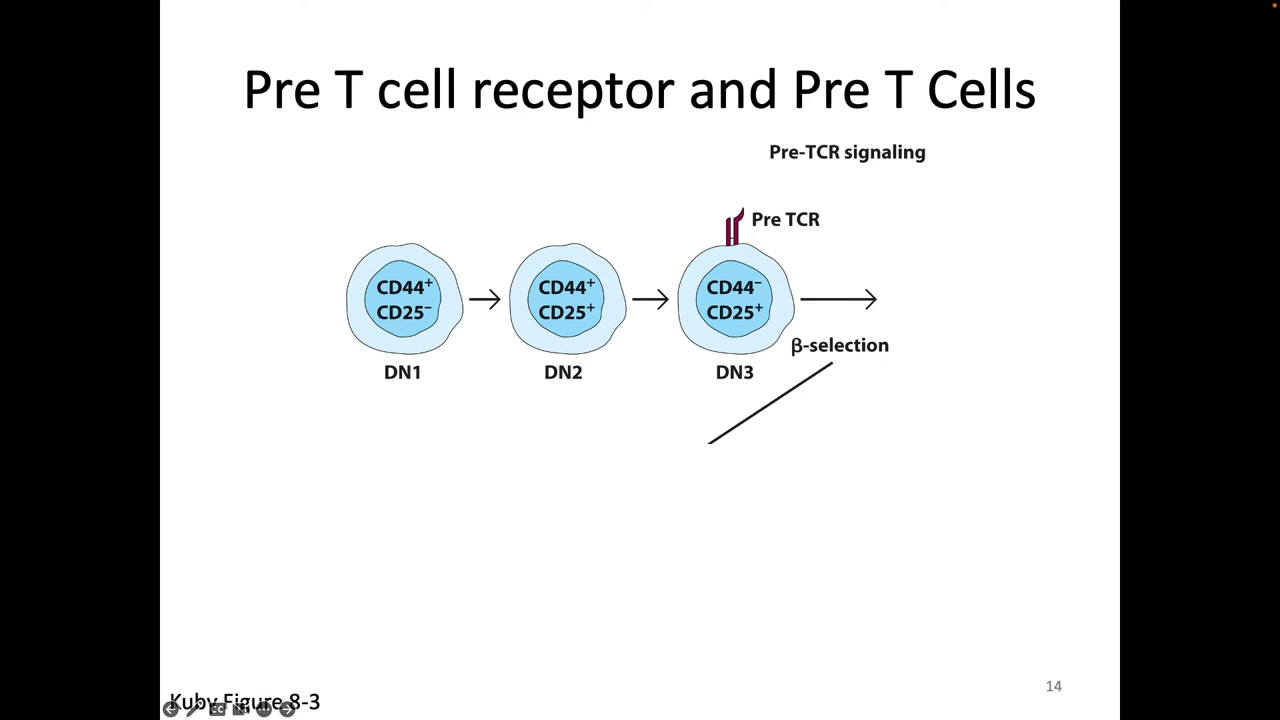 Pre T cell receptor and Pre T Cells
Pre-TCR signaling
Pre TCR
CD44⁺
CD25⁻
CD44⁺
CD25⁺
CD44⁻
CD25⁺
β-selection
DN1
DN2
DN3
14
Kuby Figure 8-3